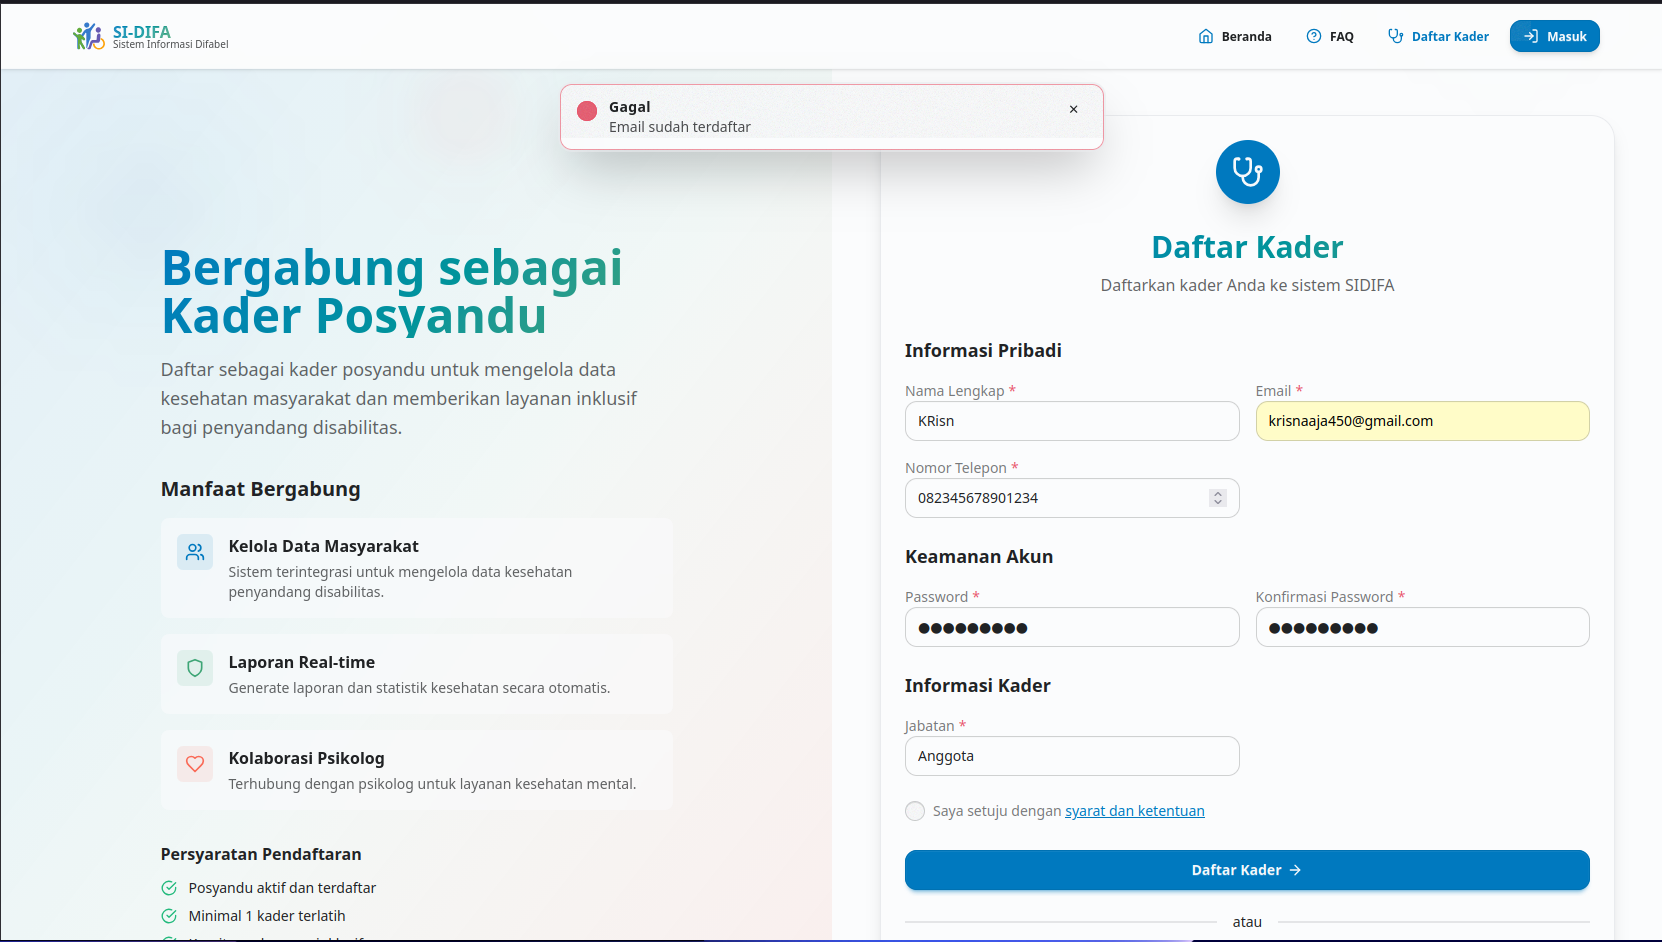 SI-DIFA
Sistem Informasi Difabel
Beranda
FAQ
Daftar Kader
Masuk
Gagal
Email sudah terdaftar
Bergabung sebagai
Kader Posyandu
Daftar sebagai kader posyandu untuk mengelola data
kesehatan masyarakat dan memberikan layanan inklusif
bagi penyandang disabilitas.
Manfaat Bergabung
Kelola Data Masyarakat
Sistem terintegrasi untuk mengelola data kesehatan
penyandang disabilitas.
Laporan Real-time
Generate laporan dan statistik kesehatan secara otomatis.
Kolaborasi Psikolog
Terhubung dengan psikolog untuk layanan kesehatan mental.
Persyaratan Pendaftaran
Posyandu aktif dan terdaftar
Minimal 1 kader terlatih
Daftar Kader
Daftarkan kader Anda ke sistem SIDIFA
Informasi Pribadi
Nama Lengkap *
KRisn
Email *
krisnaaja450@gmail.com
Nomor Telepon *
082345678901234
Keamanan Akun
Password *
Konfirmasi Password *
Informasi Kader
Jabatan *
Anggota
Saya setuju dengan syarat dan ketentuan
Daftar Kader →
atau